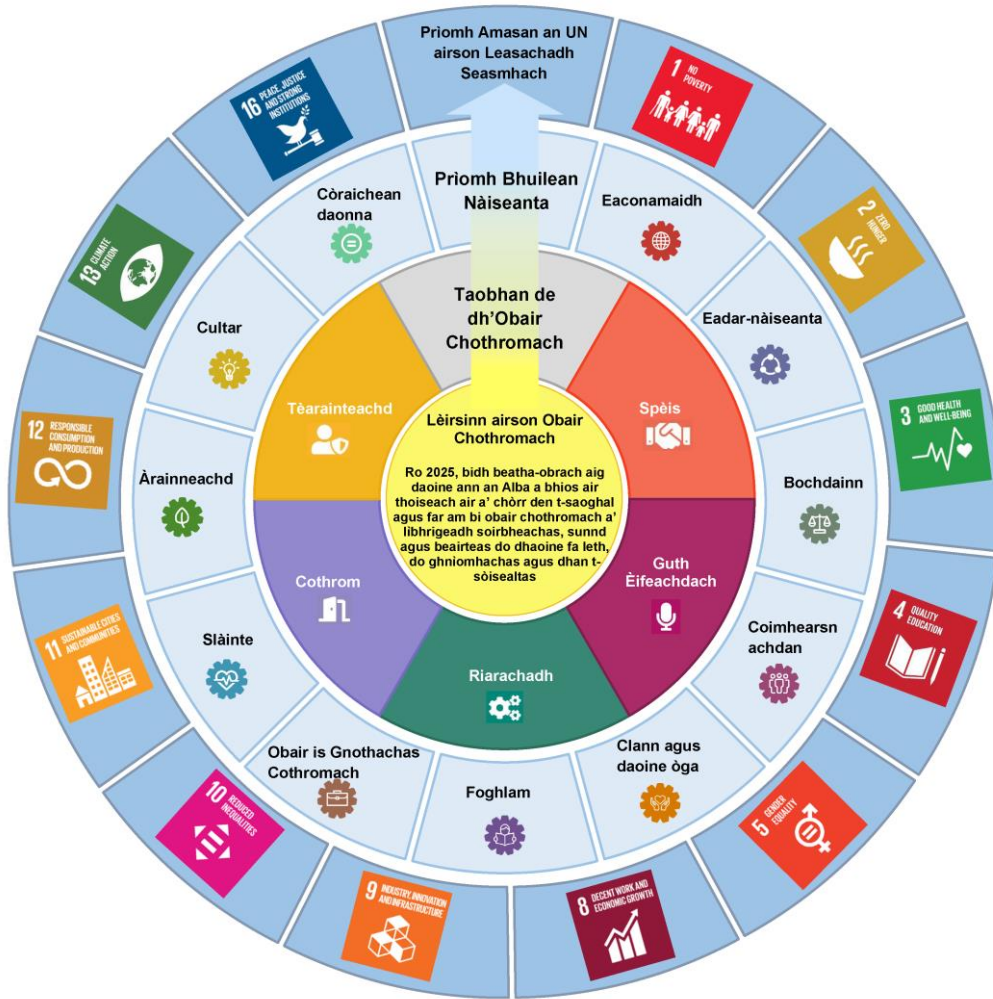 Prìomh Amasan an UN
airson Leasachadh
Seasmhach
1 NO
POVERTY
2 ZERO
HUNGER
3 GOOD HEALTH
AND WELL-BEING
4 QUALITY
EDUCATION
5 GENDER
EQUALITY
8 DECENT WORK AND
ECONOMIC GROWTH
9 INDUSTRY, INNOVATION
AND INFRASTRUCTURE
10 REDUCED
INEQUALITIES
11 SUSTAINABLE CITIES
AND COMMUNITIES
12 RESPONSIBLE
CONSUMPTION
AND PRODUCTION
13 CLIMATE
ACTION
16 PEACE, JUSTICE
AND STRONG
INSTITUTIONS
Prìomh Bhuilean
Nàiseanta
Eaconamaidh
Eadar-nàiseanta
Bochdainn
Coimhearsn
achdan
Clann agus
daoine òga
Foghlam
Obair is Gnothachas
Cothromach
Slàinte
Àrainneachd
Cultar
Còraichean
daonna
Taobhan de
dh'Obair
Chothromach
Spèis
Guth
Èifeachdach
Riarachadh
Cothrom
Tèarainteachd
Lèirsinn airson Obair
Chothromach
Ro 2025, bidh beatha-obrach aig
daoine ann an Alba a bhios air
thoiseach air a' chòrr den t-saoghal
agus far am bi obair chothromach a'
libhrigeadh soirbheachas, sunnd
agus beairteas do dhaoine fa leth,
do ghniomhachas agus dhan t-
sòisealtas